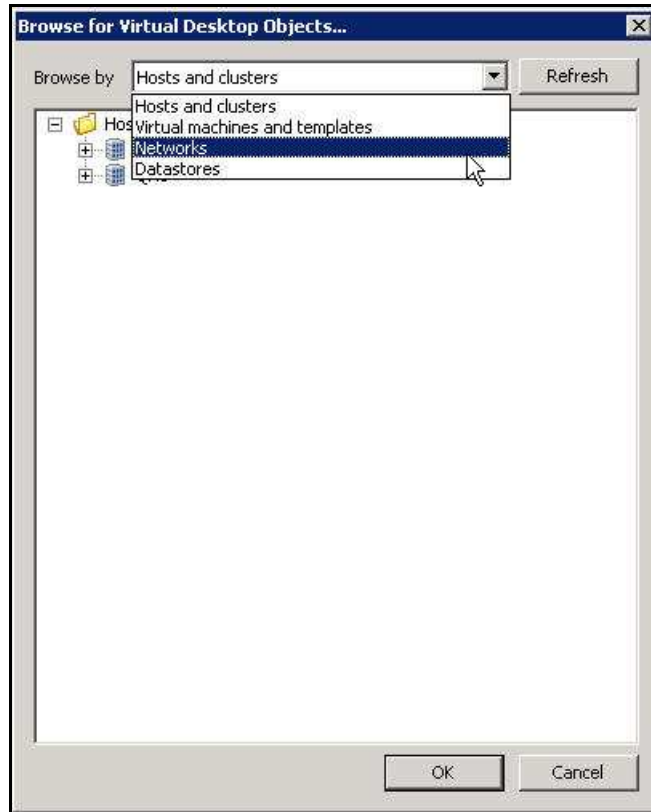 Browse for Virtual Desktop Objects...
Browse by Hosts and clusters Refresh
Hosts and clusters
Virtual machines and templates
Networks
Datastores
OK Cancel